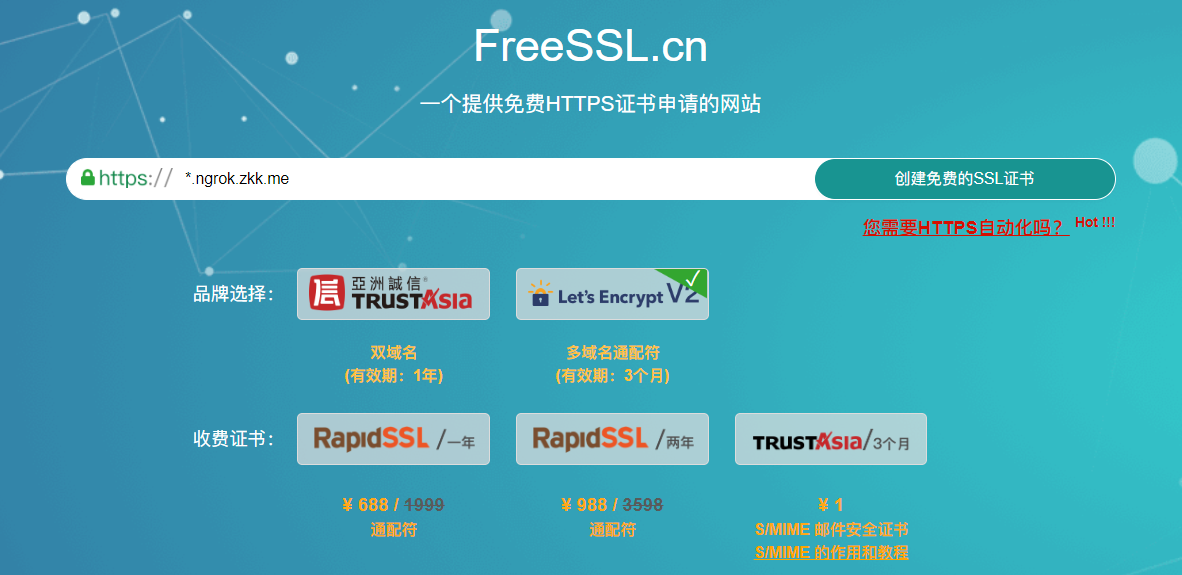 FreeSSL.cn
一个提供免费HTTPS证书申请的网站
https:// *.ngrok.zkk.me 创建免费的SSL证书
您需要HTTPS自动化吗？ Hot !!!
品牌选择： 亞洲誠信® TRUSTAsia Let's Encrypt V2
双域名 多域名通配符
(有效期：1年) (有效期：3个月)
收费证书： RapidSSL /一年 RapidSSL /两年 TRUSTAsia/3个月
¥ 688 / 1999 ¥ 988 / 3598 ¥ 1
通配符 通配符 S/MIME 邮件安全证书
S/MIME 的作用和教程